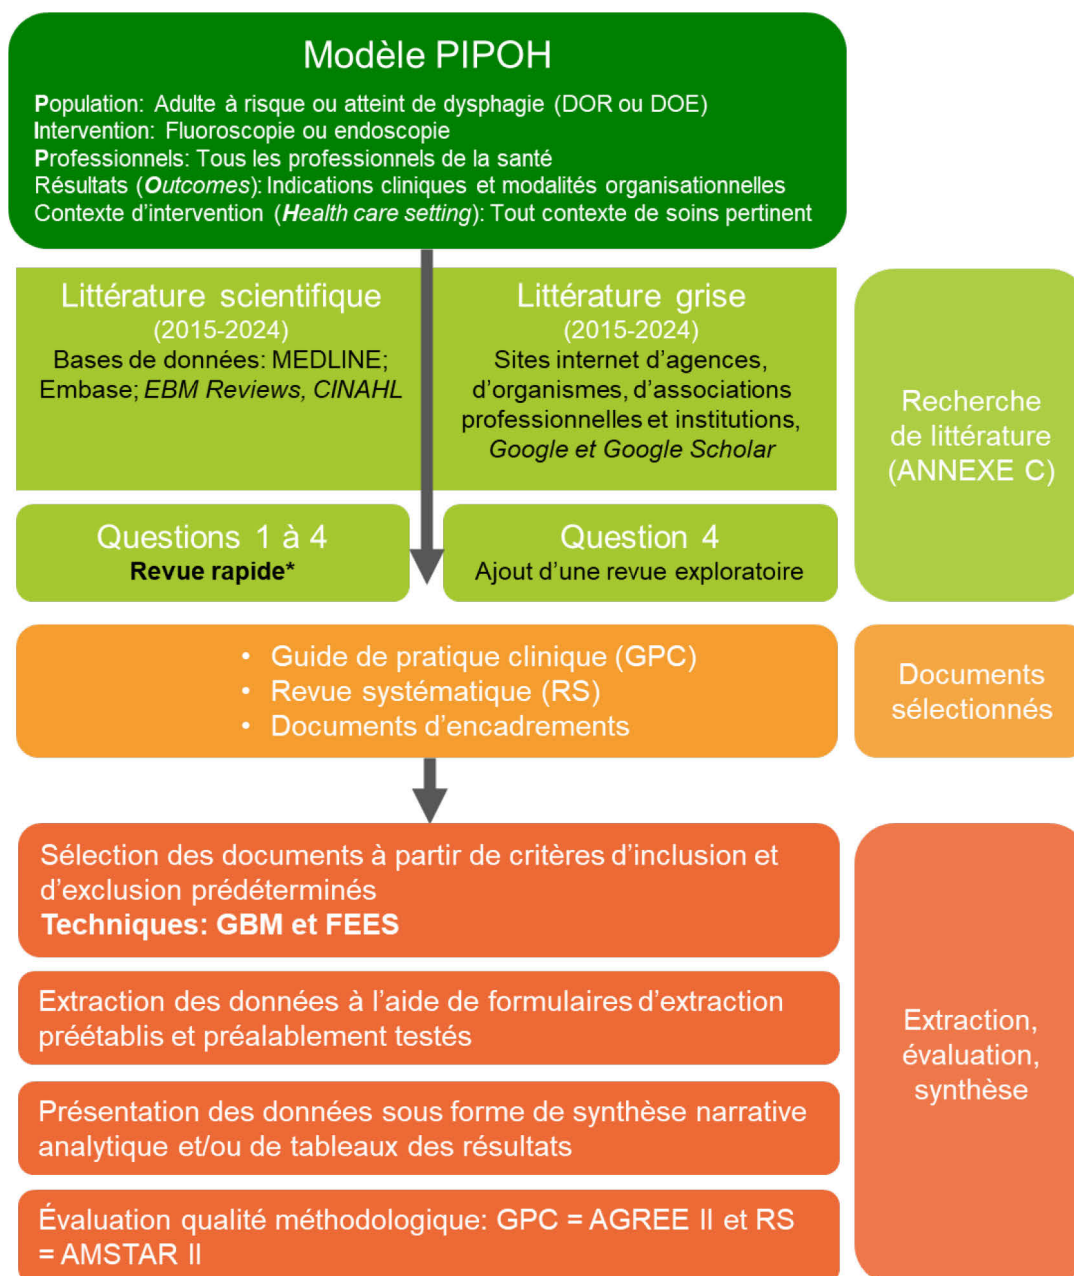 Modèle PIPOH
Population: Adulte à risque ou atteint de dysphagie (DOR ou DOE)
Intervention: Fluoroscopie ou endoscopie
Professionnels: Tous les professionnels de la santé
Résultats (Outcomes): Indications cliniques et modalités organisationnelles
Contexte d'intervention (Health care setting): Tout contexte de soins pertinent
Littérature scientifique
(2015-2024)
Bases de données: MEDLINE;
Embase; EBM Reviews, CINAHL
Littérature grise
(2015-2024)
Sites internet d'agences,
d'organismes, d'associations
professionnelles et institutions,
Google et Google Scholar
Recherche
de littérature
(ANNEXE C)
Questions 1 à 4
Revue rapide*
Question 4
Ajout d'une revue exploratoire
• Guide de pratique clinique (GPC)
• Revue systématique (RS)
• Documents d'encadrements
Documents
sélectionnés
Sélection des documents à partir de critères d'inclusion et
d'exclusion prédéterminés
Techniques: GBM et FEES
Extraction des données à l'aide de formulaires d'extraction
préétablis et préalablement testés
Présentation des données sous forme de synthèse narrative
analytique et/ou de tableaux des résultats
Évaluation qualité méthodologique: GPC = AGREE II et RS
= AMSTAR II
Extraction,
évaluation,
synthèse